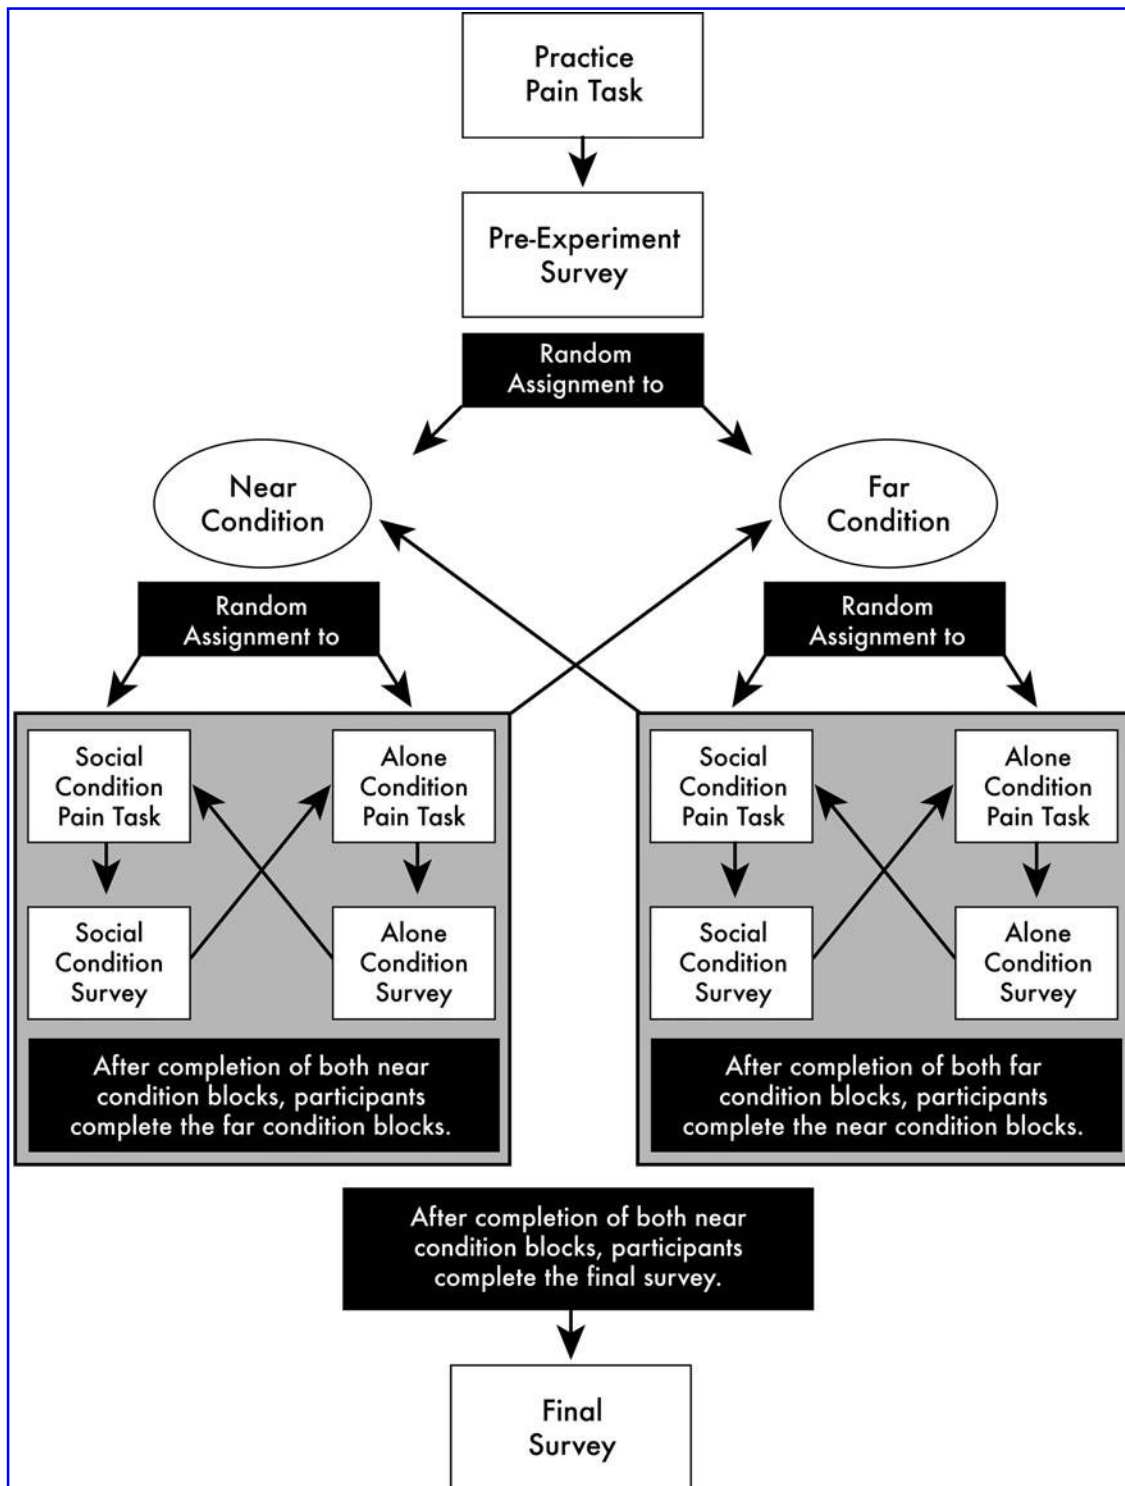 Practice
Pain Task
Pre-Experiment
Survey
Random
Assignment to
Near
Condition
Far
Condition
Random
Assignment to
Random
Assignment to
Social
Condition
Pain Task
Alone
Condition
Pain Task
Social
Condition
Survey
Alone
Condition
Survey
After completion of both near
condition blocks, participants
complete the far condition blocks.
Social
Condition
Pain Task
Alone
Condition
Pain Task
Social
Condition
Survey
Alone
Condition
Survey
After completion of both far
condition blocks, participants
complete the near condition blocks.
After completion of both near
condition blocks, participants
complete the final survey.
Final
Survey